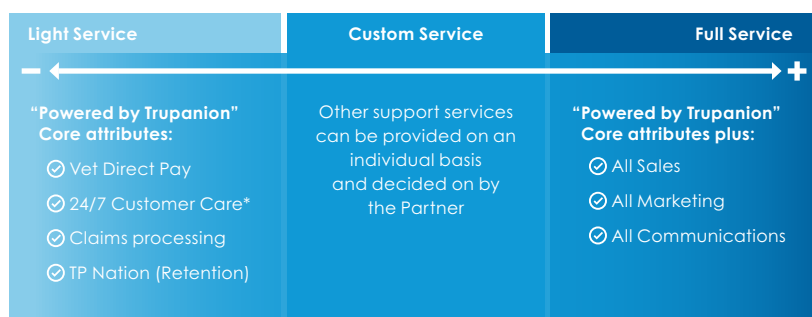 Light Service
Custom Service
Full Service
“Powered by Trupanion”
Core attributes:
Vet Direct Pay
24/7 Customer Care*
Claims processing
TP Nation (Retention)
Other support services
can be provided on an
individual basis
and decided on by
the Partner
“Powered by Trupanion”
Core attributes plus:
All Sales
All Marketing
All Communications